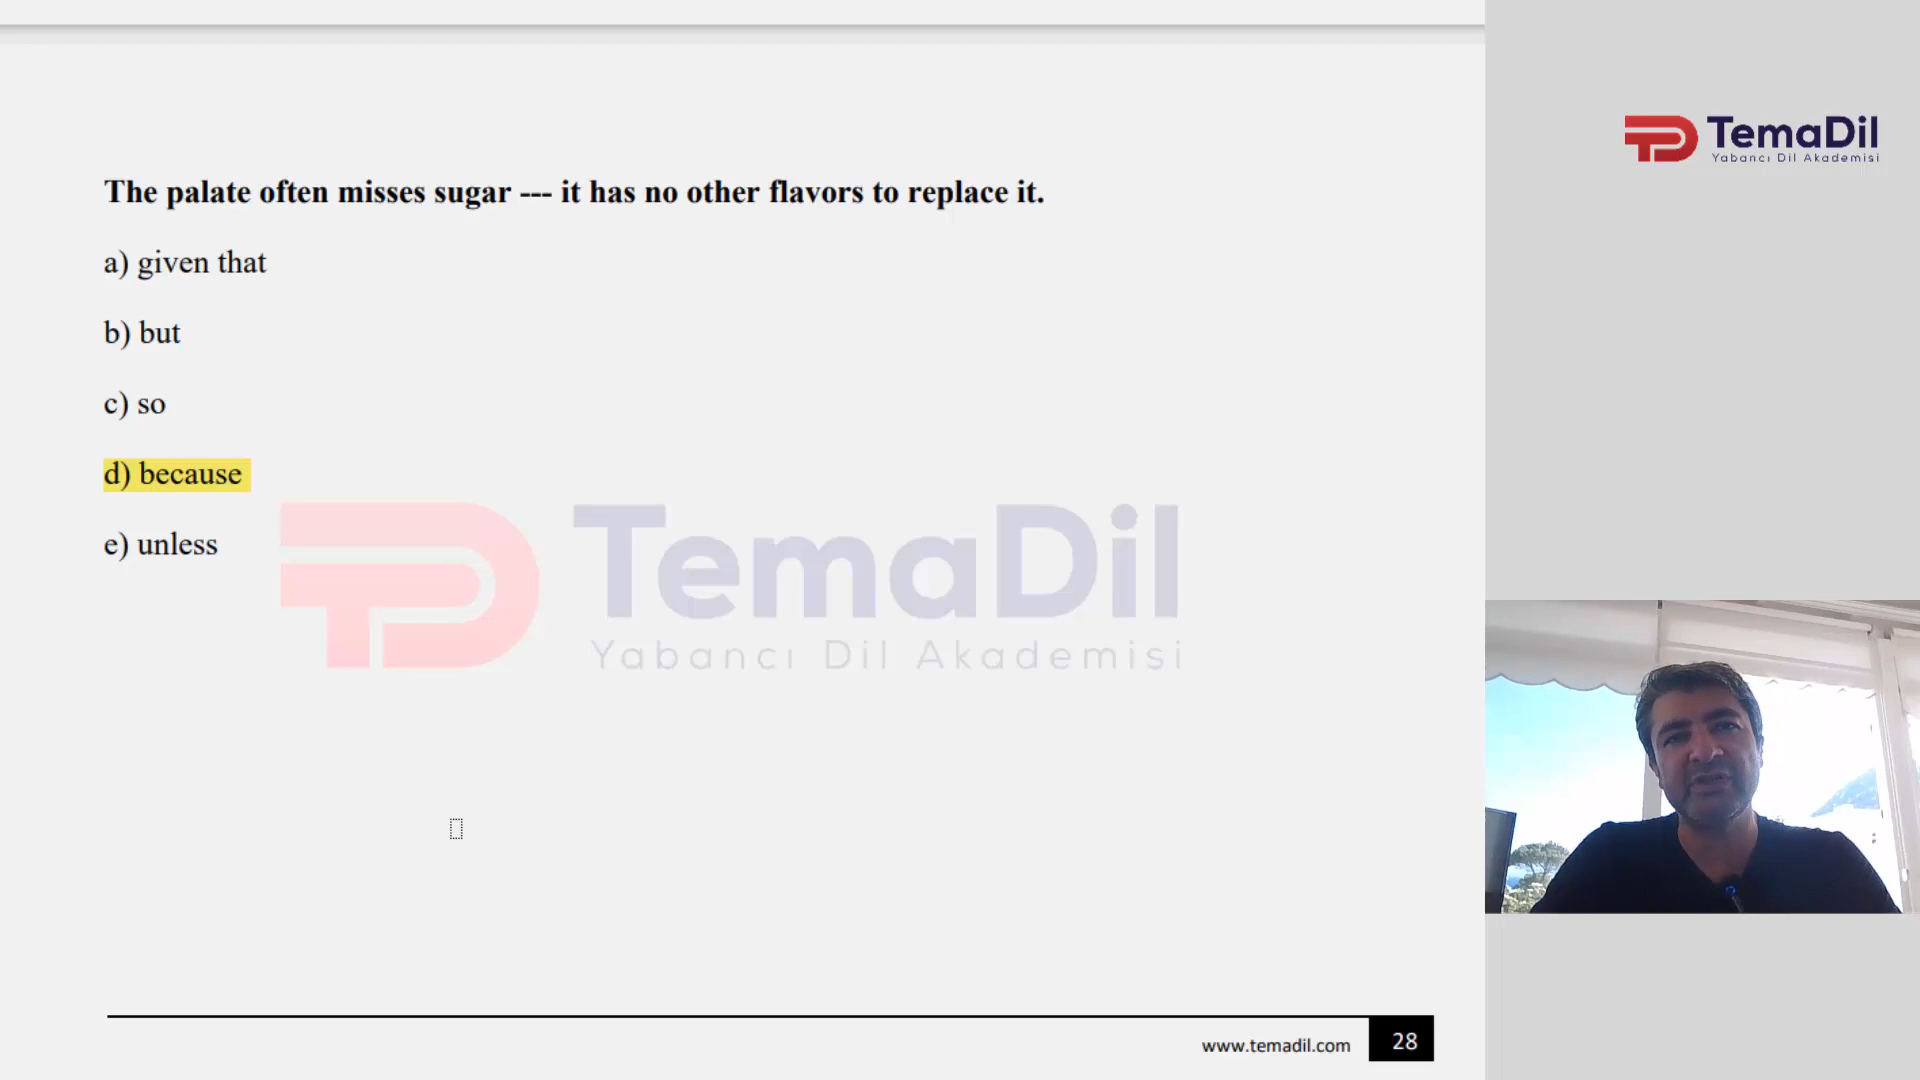 TemaDil
Yabancı Dil Akademisi
The palate often misses sugar --- it has no other flavors to replace it.
a) given that
b) but
c) so
d) because
e) unless
TemaDil
Yabancı Dil Akademisi
www.temadil.com
28